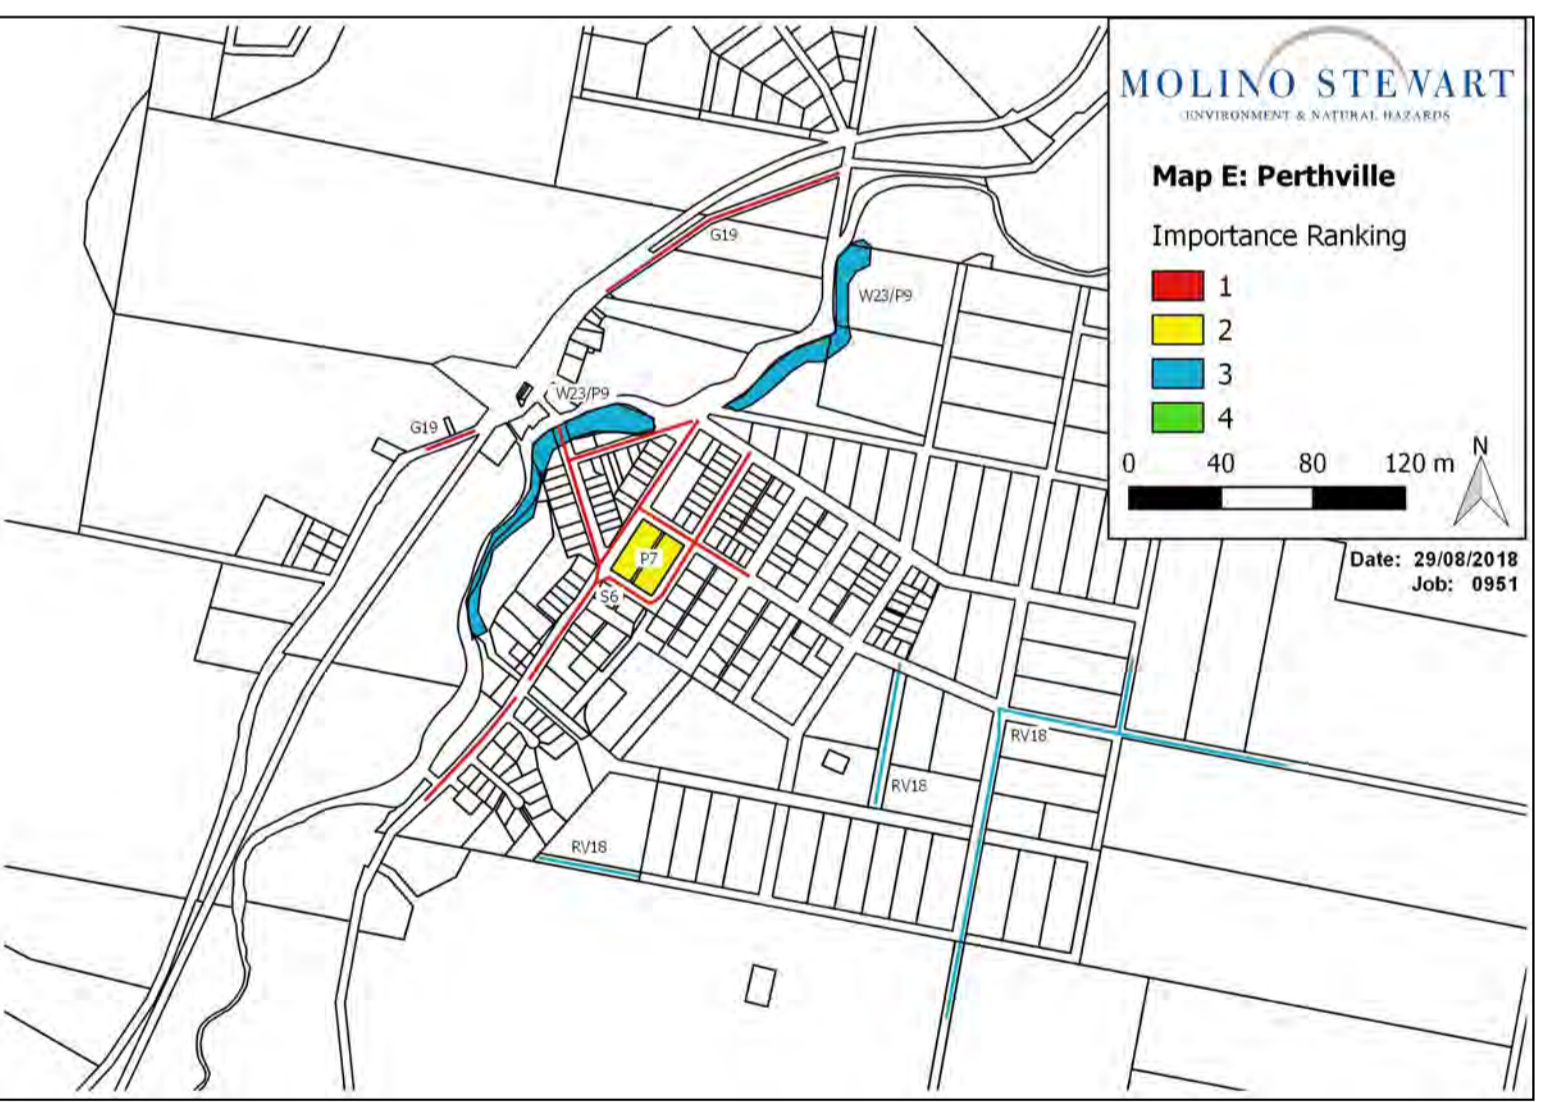 MOLINO STEWART
ENVIRONMENT & NATURAL HAZARDS
Map E: Perthville
Importance Ranking
1
2
3
4
0 40 80 120 m
N
Date: 29/08/2018
Job: 0951
G19
W23/P9
W23/P9
G19
P7
S6
RV18
RV18
RV18